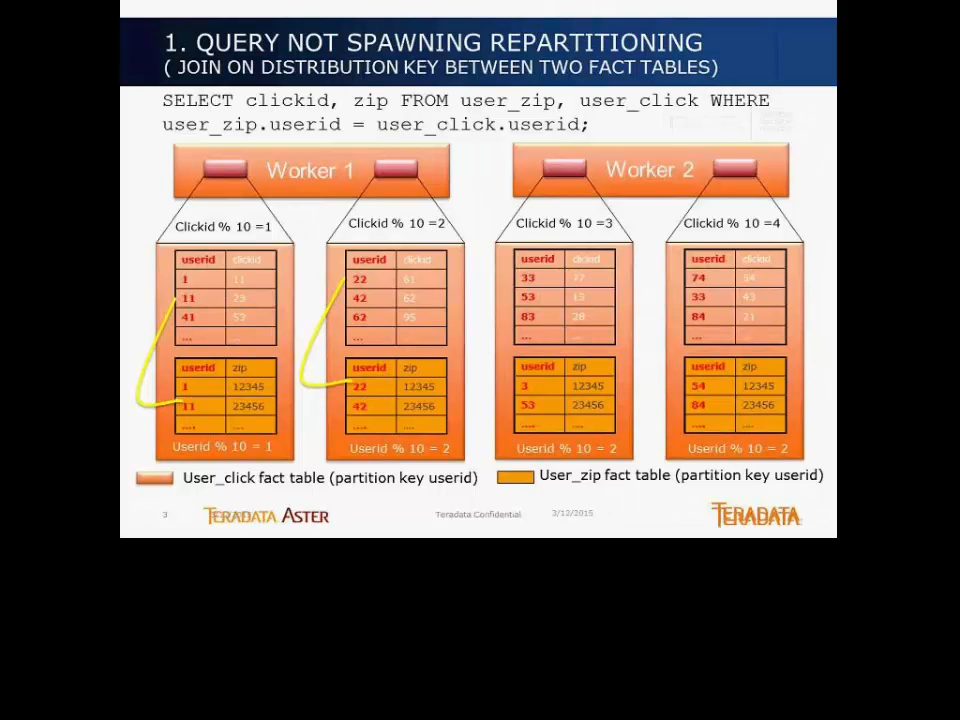 1. QUERY NOT SPAWNING REPARTITIONING
( JOIN ON DISTRIBUTION KEY BETWEEN TWO FACT TABLES)
SELECT clickid, zip FROM user_zip, user_click WHERE
user_zip.userid = user_click.userid;
Worker 1
Worker 2
Clickid % 10 =1
Clickid % 10 =2
Clickid % 10 =3
Clickid % 10 =4
userid clickid
1 11
11 23
41 53
... ...
userid zip
1 12345
11 23456
.... ....
Userid % 10 = 1
userid clickid
22 61
42 62
62 95
...
userid zip
22 12345
42 23456
.... ....
Userid % 10 = 2
userid clickid
33 77
53 13
83 28
... ...
userid zip
3 12345
53 23456
.... ....
Userid % 10 = 2
userid clickid
74 54
33 43
84 21
... ...
userid zip
54 12345
84 23456
.... ....
Userid % 10 = 2
User_click fact table (partition key userid)
User_zip fact table (partition key userid)
3
TERADATA ASTER
Teradata Confidential
3/12/2015
TERADATA